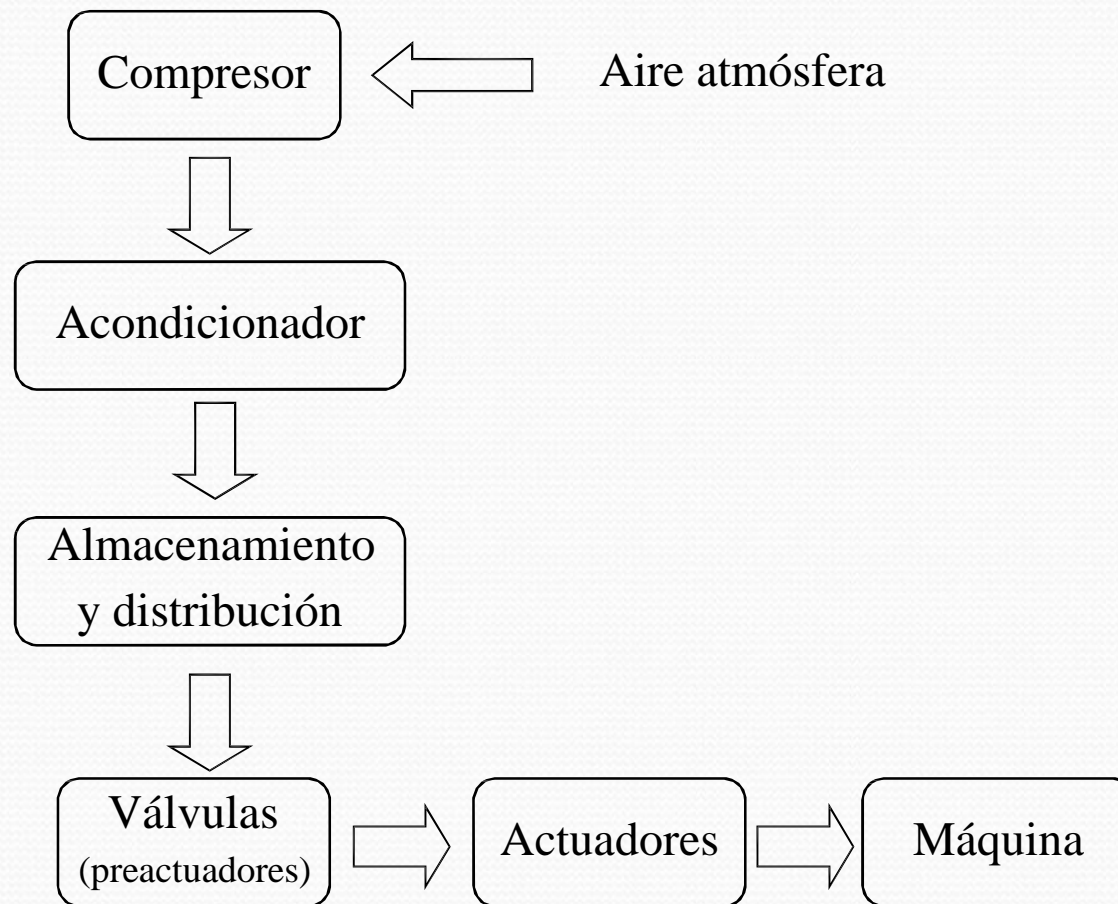 Compresor
Aire atmósfera
Acondicionador
Almacenamiento
y distribución
Válvulas
(preactuadores)
Actuadores
Máquina